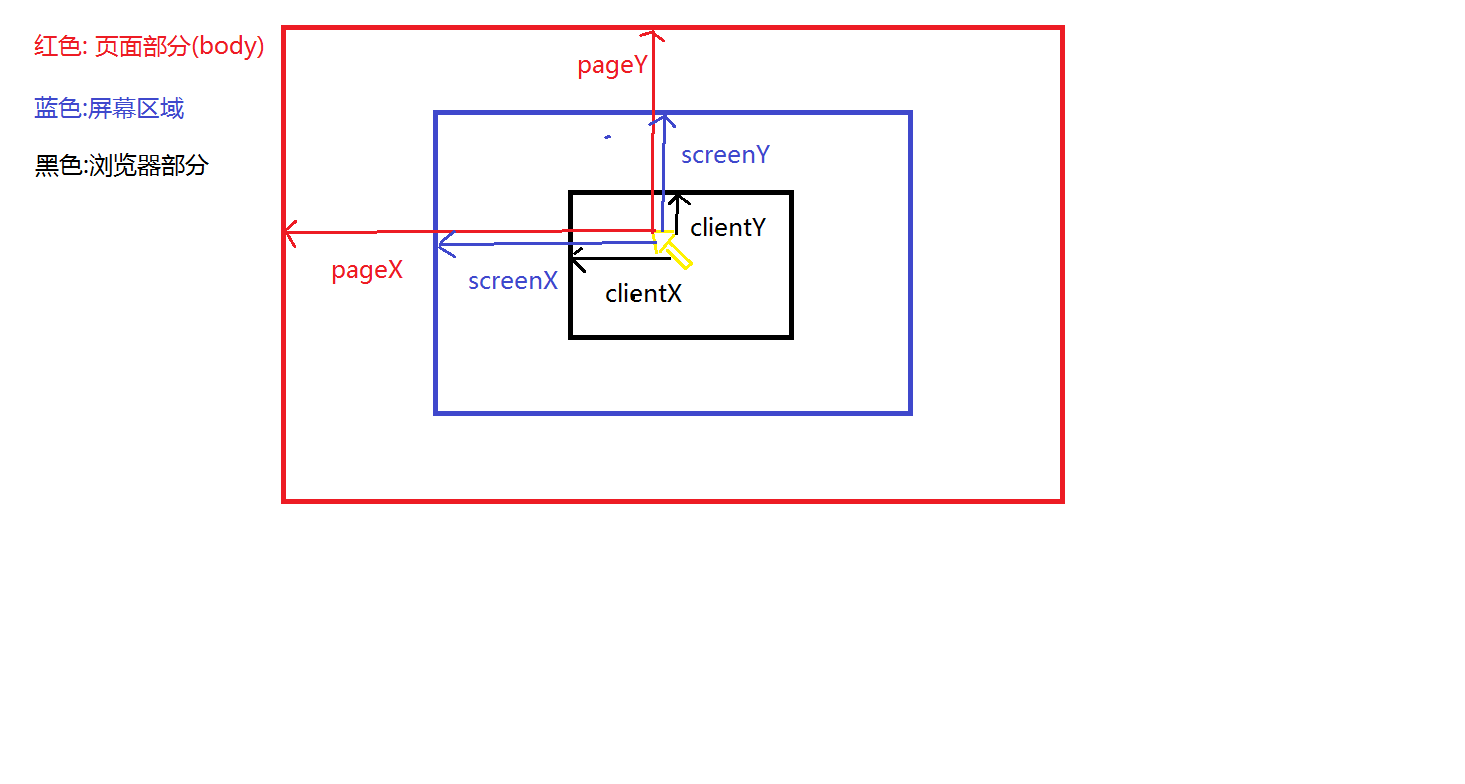 红色: 页面部分(body)
pageY
蓝色:屏幕区域
screenY
黑色:浏览器部分
clientY
pageX
screenX
clientX